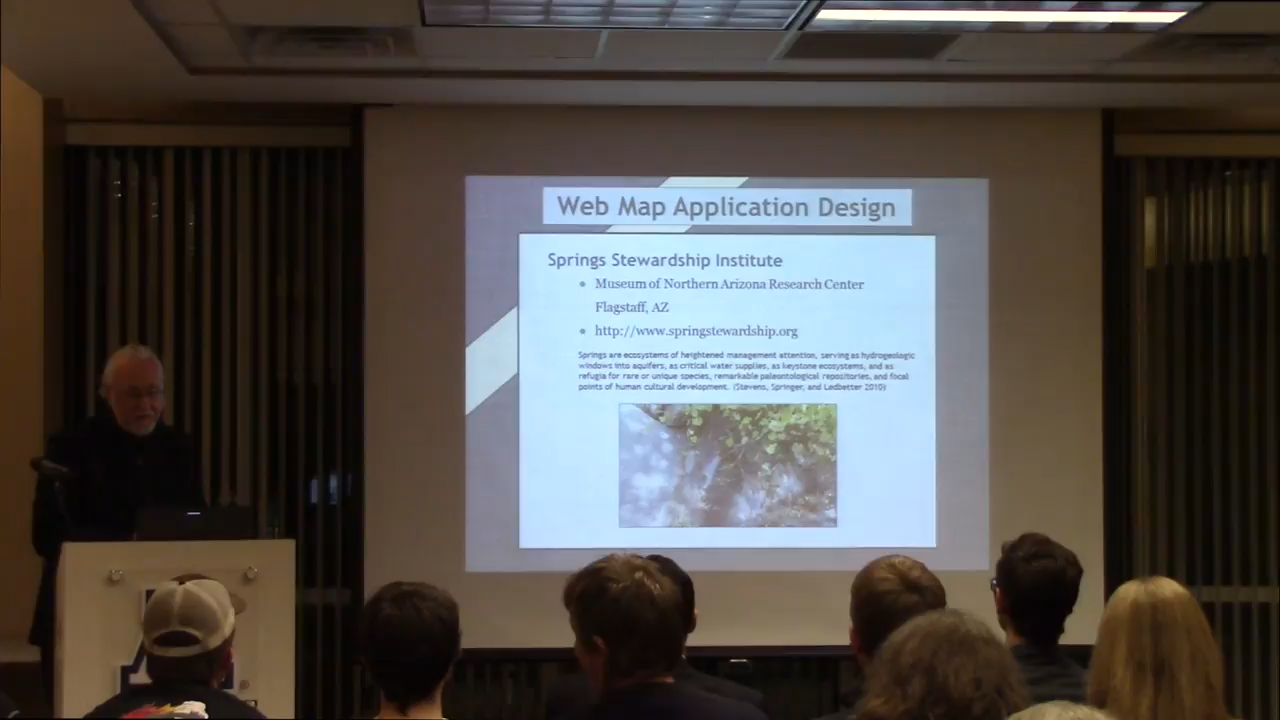 Web Map Application Design
Springs Stewardship Institute
Museum of Northern Arizona Research Center
Flagstaff, AZ
http://www.springstewardship.org
Springs are ecosystems of heightened management attention, serving as hydrogeologic
windows into aquifers, as critical water supplies, as keystone ecosystems, and as
refugia for rare or unique species, remarkable paleontological repositories, and focal
points of human cultural development. (Stevens, Springer, and Ledbetter 2010)